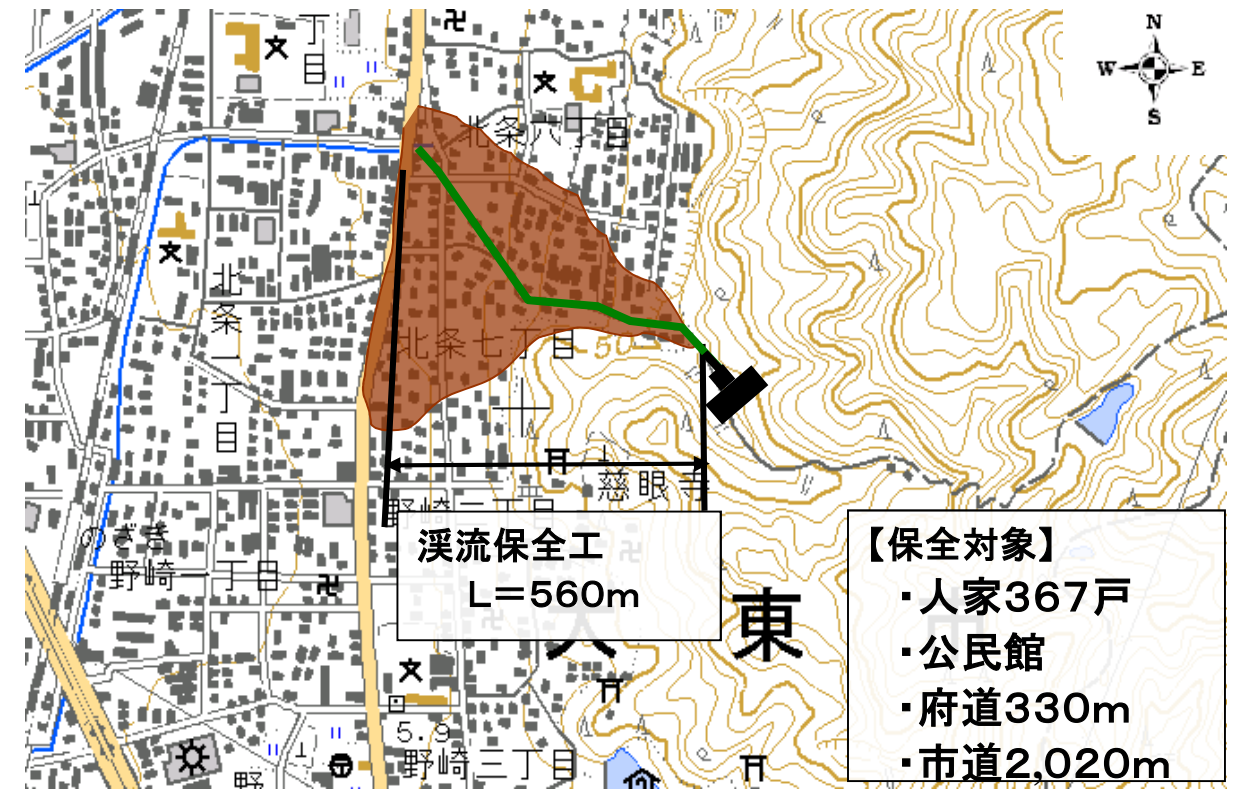 N
W E
S
丁目
北条六丁目
北条一丁目
北条七丁目
50
慈眼寺
野崎二丁目
のざき
野崎一丁目
渓流保全工
L=560m
大 東 市
【保全対象】
・人家367戸
・公民館
・府道330m
・市道2,020m
5.9
野崎三丁目
野